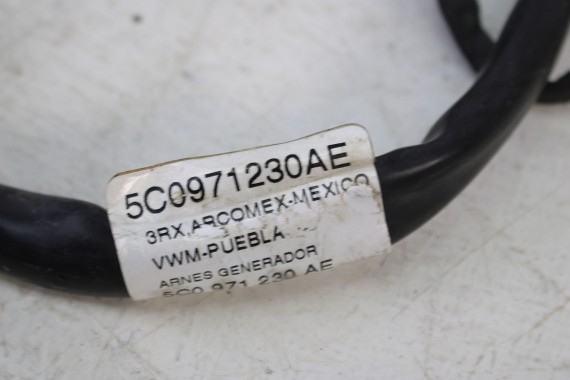 5C0971230AE
3RX,ARCOMEX-MEXICO
VWM-PUEBLA
ARNES GENERADOR
5C0 971 230 AE